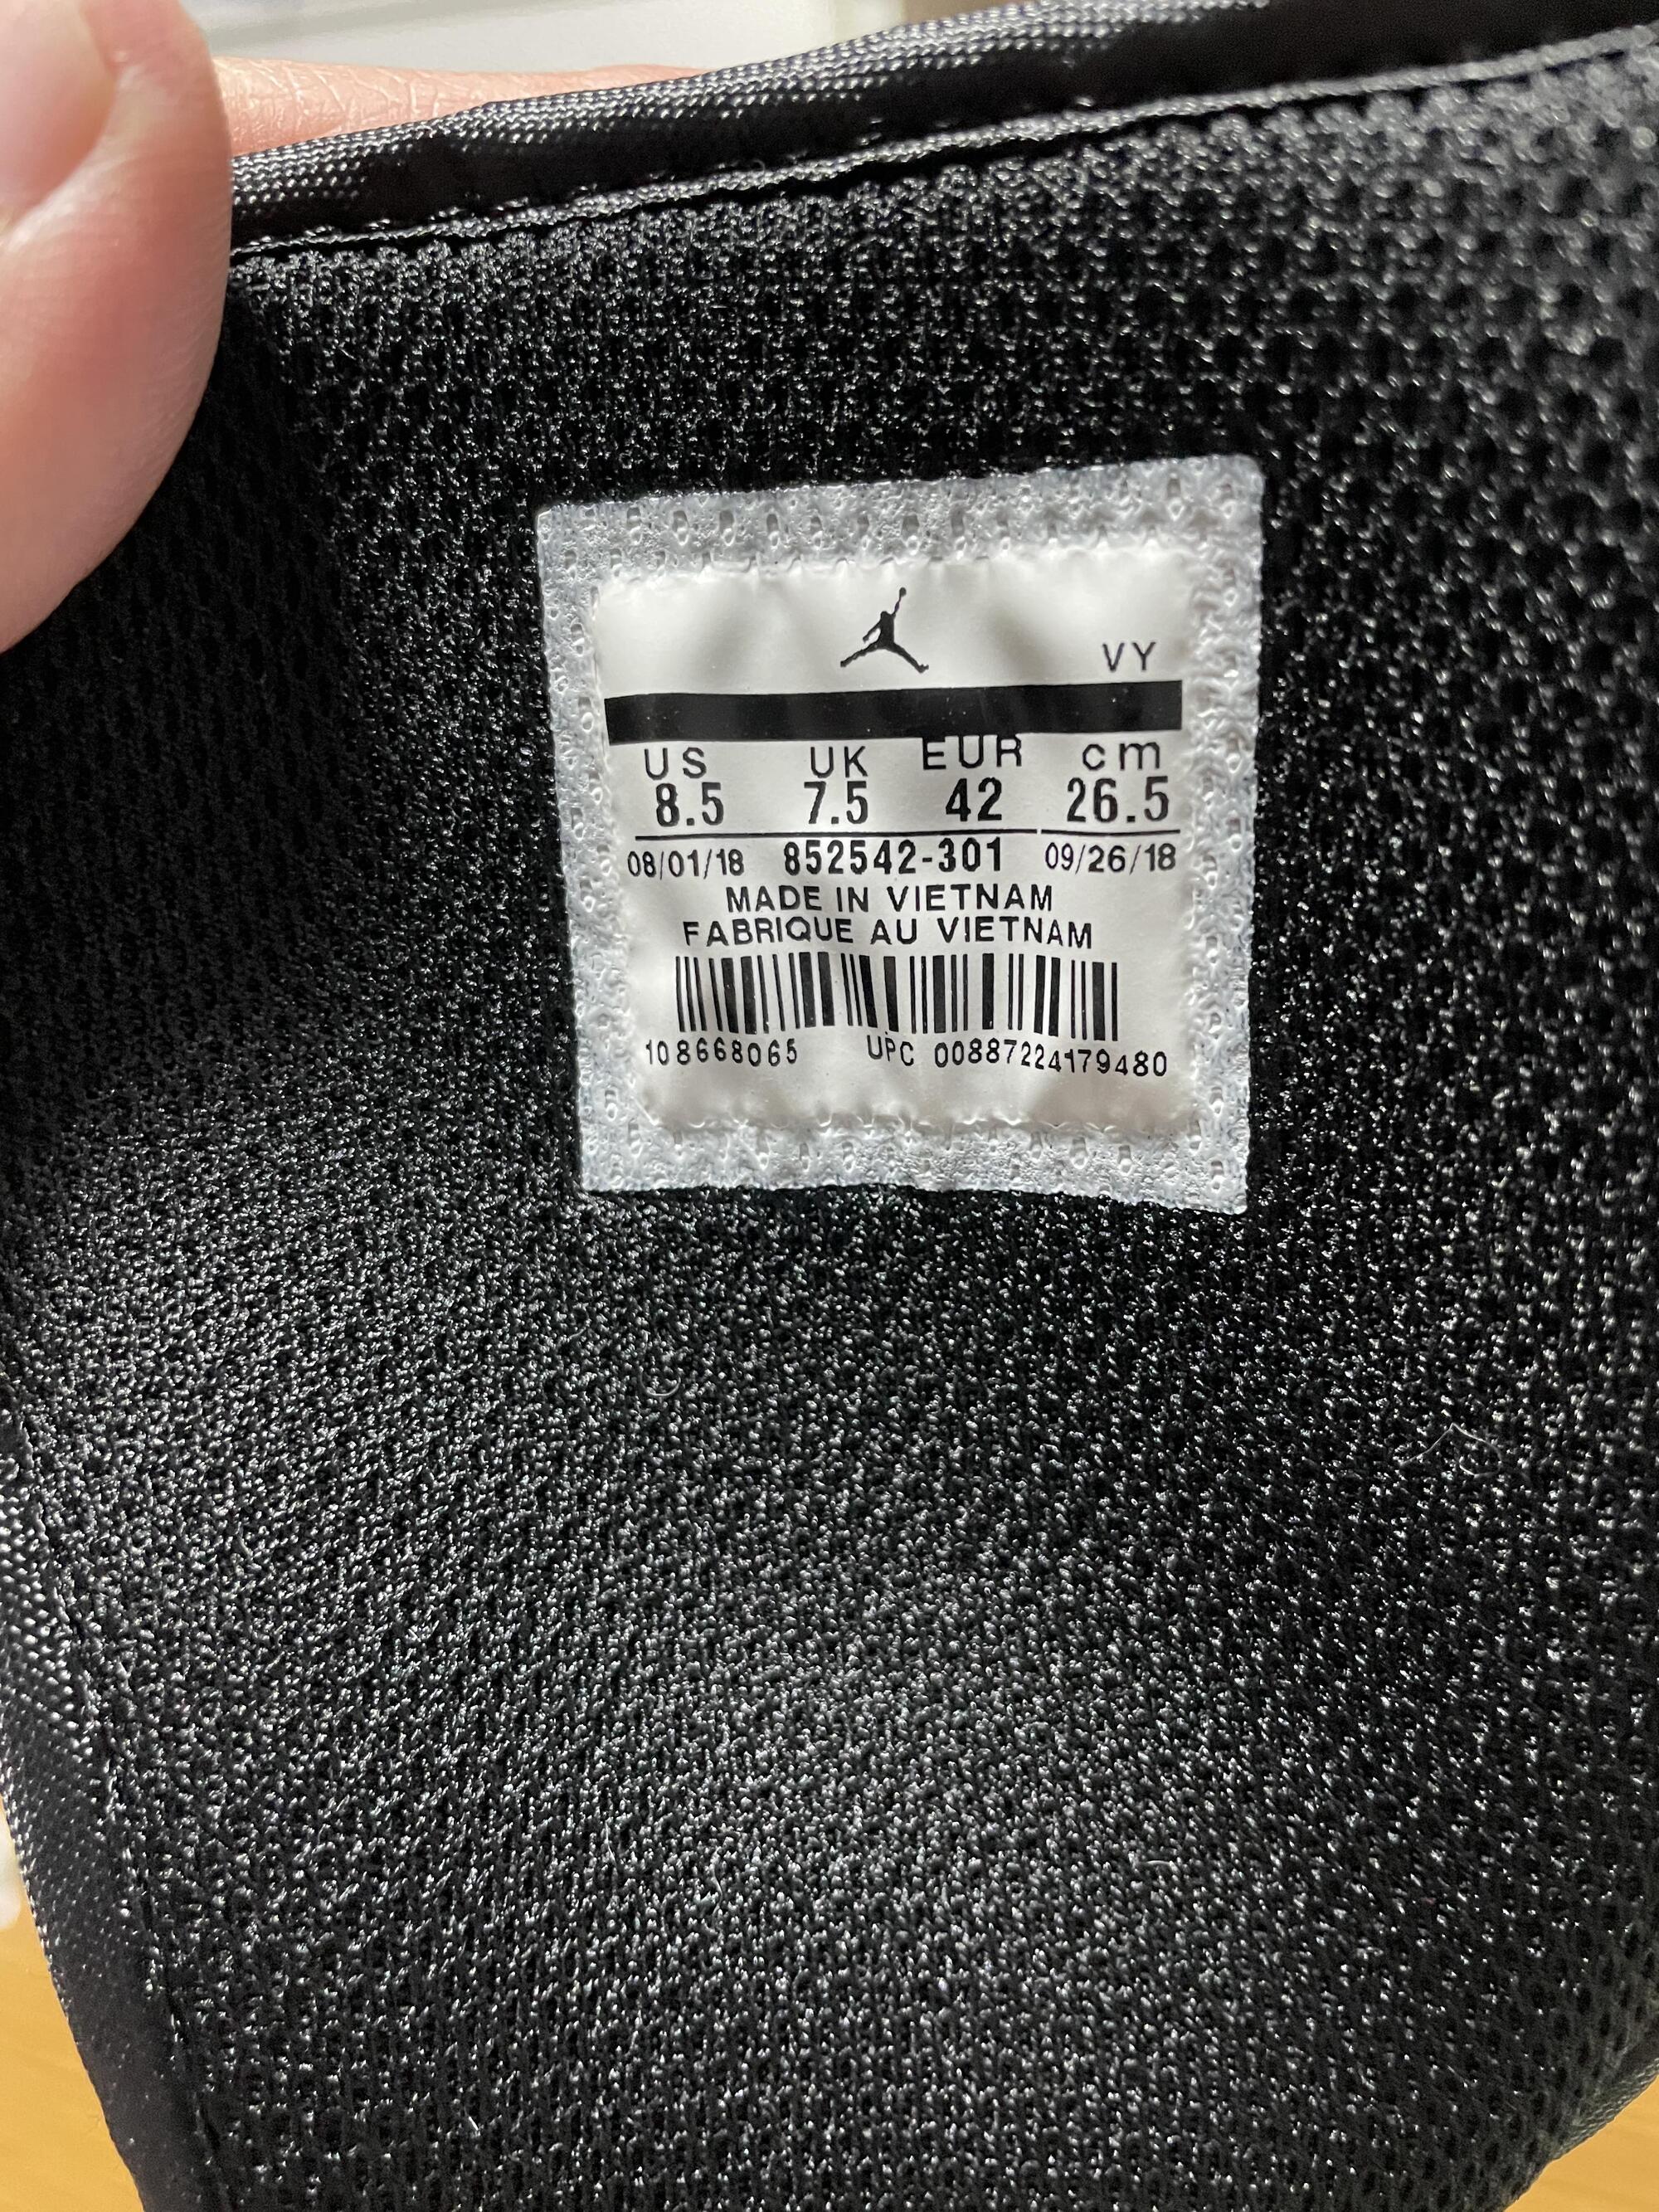 VY
US UK EUR cm
8.5 7.5 42 26.5
08/01/18 852542-301 09/26/18
MADE IN VIETNAM
FABRIQUE AU VIETNAM
108668065 UPC 00887224179480